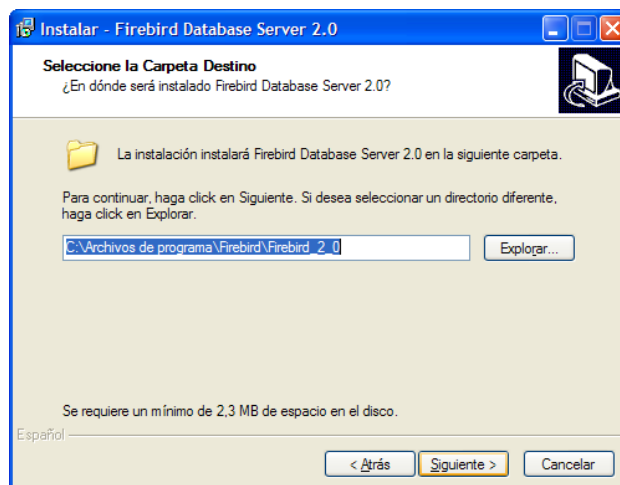 Instalar - Firebird Database Server 2.0
Seleccione la Carpeta Destino
¿En dónde será instalado Firebird Database Server 2.0?
La instalación instalará Firebird Database Server 2.0 en la siguiente carpeta.
Para continuar, haga click en Siguiente. Si desea seleccionar un directorio diferente,
haga click en Explorar.
C:\Archivos de programa\Firebird\Firebird_2_0
Explorar...
Se requiere un mínimo de 2,3 MB de espacio en el disco.
Español
< Atrás
Siguiente >
Cancelar